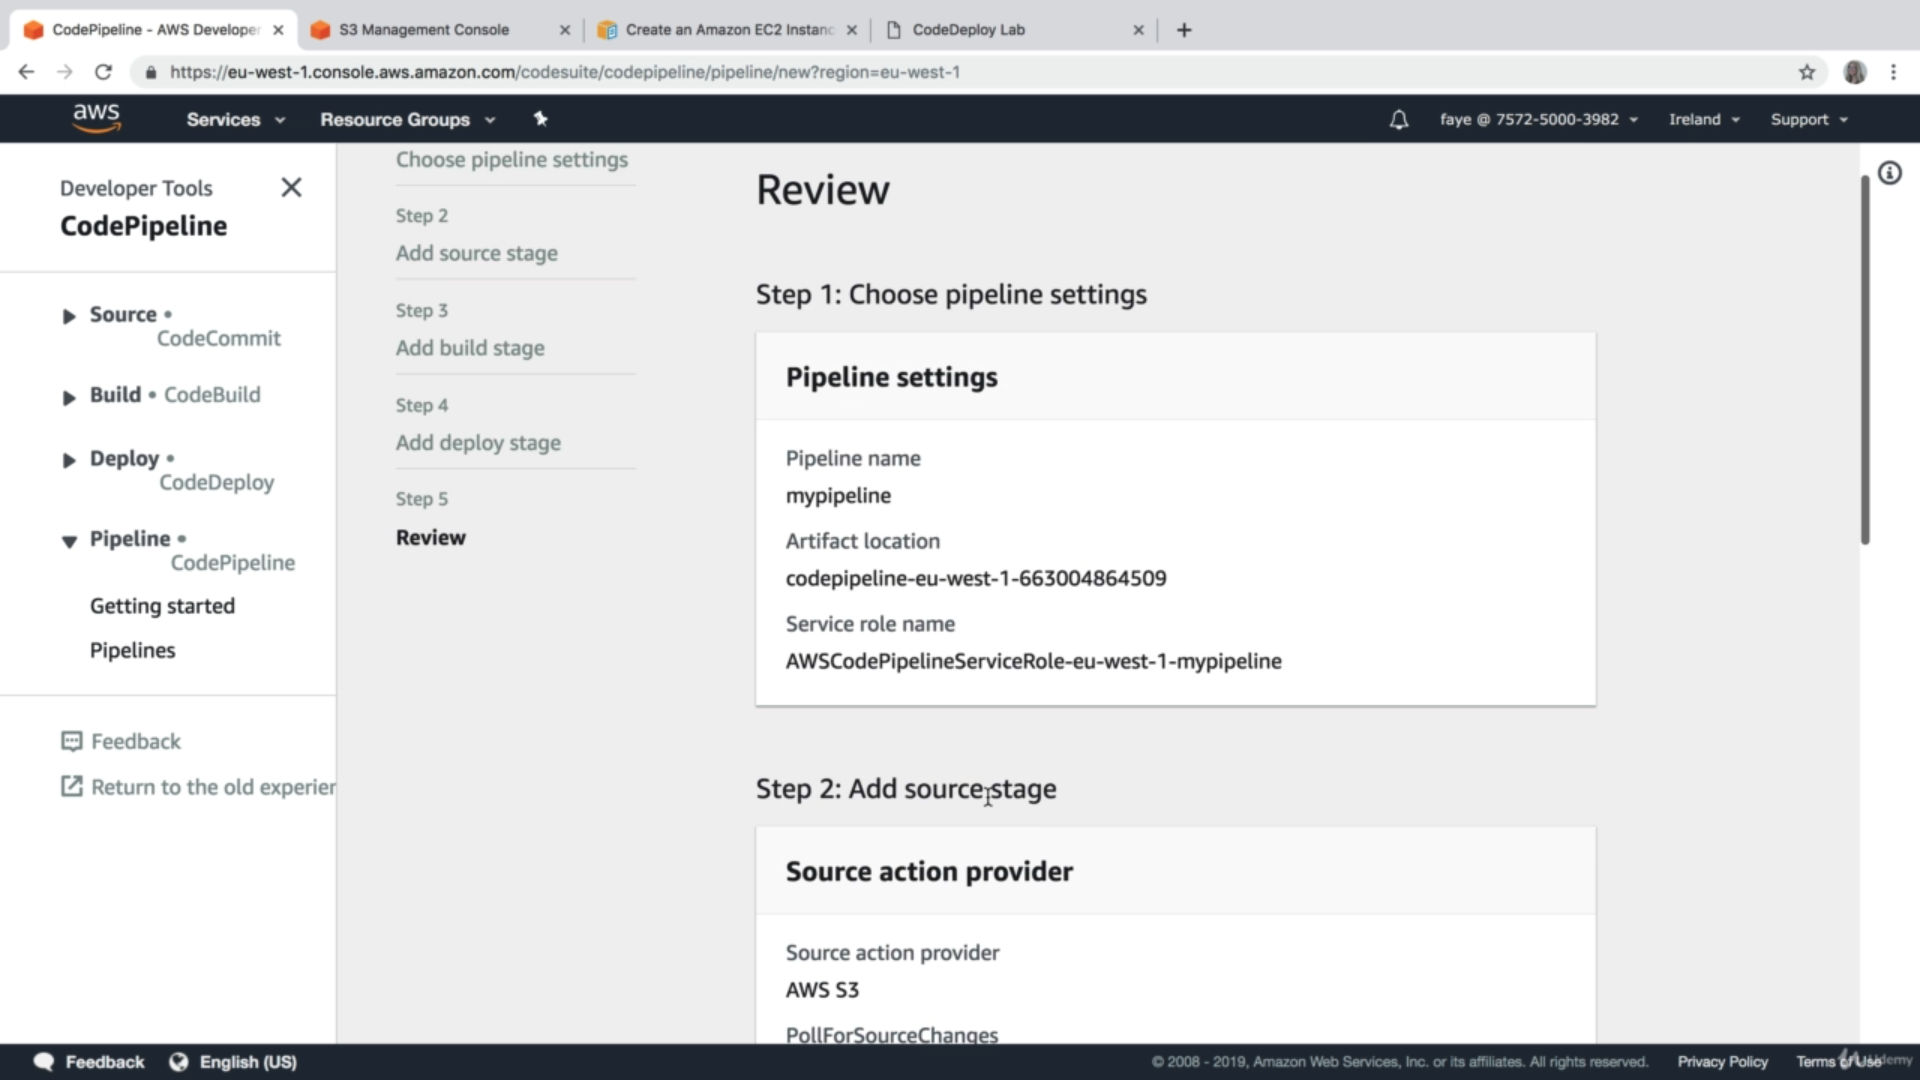 CodePipeline - AWS Developer
S3 Management Console
Create an Amazon EC2 Instanc
CodeDeploy Lab
https://eu-west-1.console.aws.amazon.com/codesuite/codepipeline/pipeline/new?region=eu-west-1
aws
Services
Resource Groups
faye @ 7572-5000-3982
Ireland
Support
Developer Tools
CodePipeline
Source •
CodeCommit
Build • CodeBuild
Deploy •
CodeDeploy
Pipeline •
CodePipeline
Getting started
Pipelines
Feedback
Return to the old experien
Choose pipeline settings
Step 2
Add source stage
Step 3
Add build stage
Step 4
Add deploy stage
Step 5
Review
Review
Step 1: Choose pipeline settings
Pipeline settings
Pipeline name
mypipeline
Artifact location
codepipeline-eu-west-1-663004864509
Service role name
AWSCodePipelineServiceRole-eu-west-1-mypipeline
Step 2: Add source stage
Source action provider
Source action provider
AWS S3
PollForSourceChanges
Feedback
English (US)
© 2008 - 2019, Amazon Web Services, Inc. or its affiliates. All rights reserved.
Privacy Policy
Terms of Use